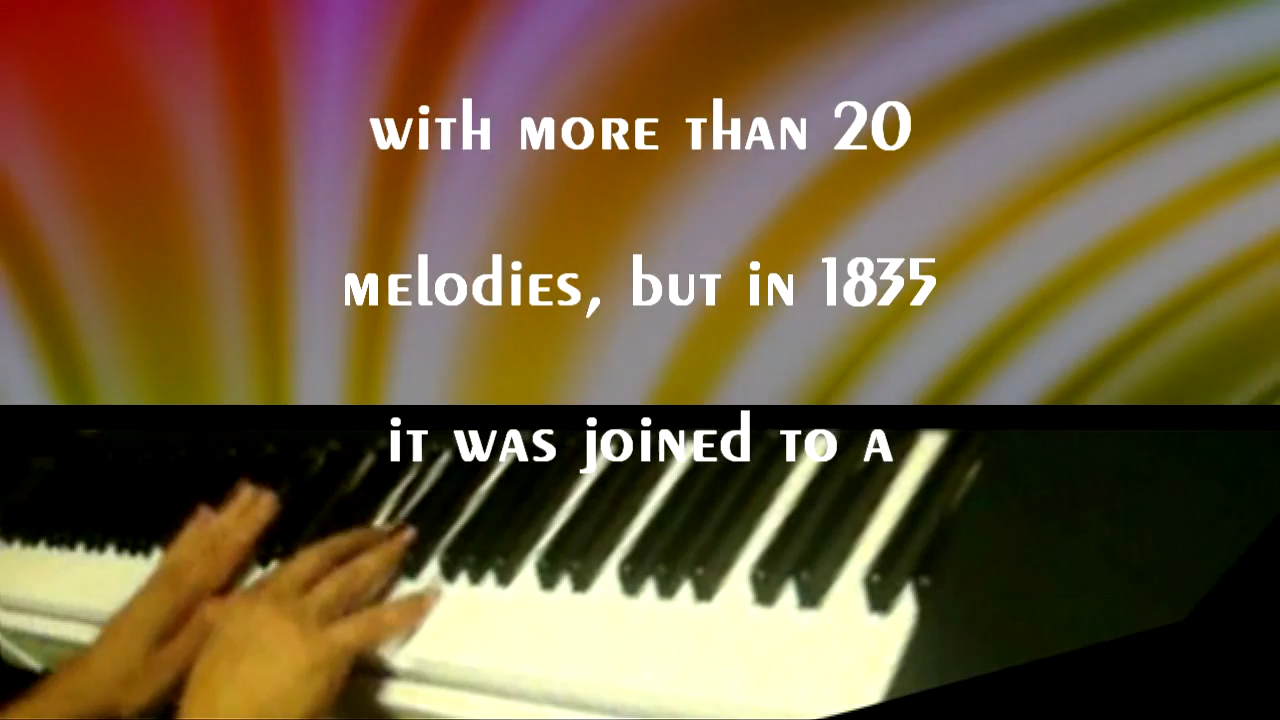 with more than 20
melodies, but in 1835
it was joined to a